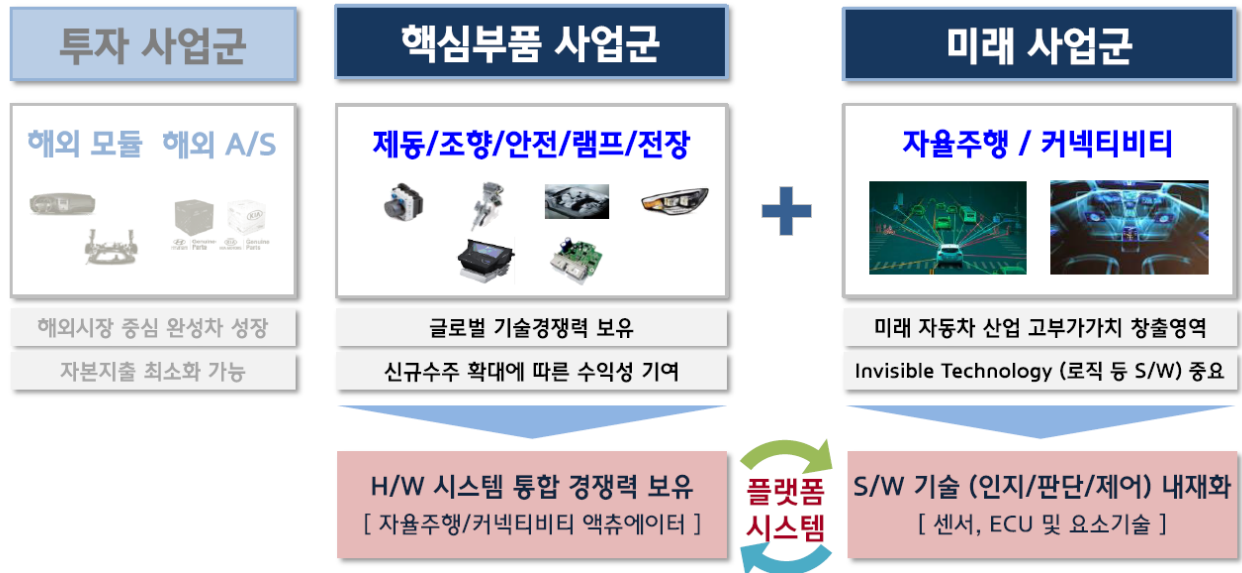 투자 사업군
핵심부품 사업군
미래 사업군
해외 모듈 해외 A/S
제동/조향/안전/램프/전장
자율주행 / 커넥티비티
Genuine
Parts
KIA
Genuine
Parts
해외시장 중심 완성차 성장
자본지출 최소화 가능
글로벌 기술경쟁력 보유
신규수주 확대에 따른 수익성 기여
미래 자동차 산업 고부가가치 창출영역
Invisible Technology (로직 등 S/W) 중요
H/W 시스템 통합 경쟁력 보유
[ 자율주행/커넥티비티 액츄에이터 ]
플랫폼
시스템
S/W 기술 (인지/판단/제어) 내재화
[ 센서, ECU 및 요소기술 ]